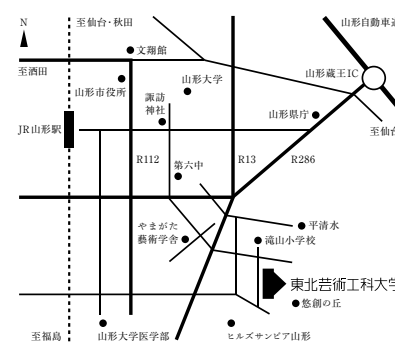 N
至仙台・秋田
山形自動車道
文翔館
至酒田
山形市役所
山形大学
山形蔵王IC
諏訪
神社
山形県庁
JR山形駅
至仙台
R112
第六中
R13
R286
やまがた
藝術学舎
平清水
滝山小学校
東北芸術工科大学
悠創の丘
至福島
山形大学医学部
ヒルズサンピア山形